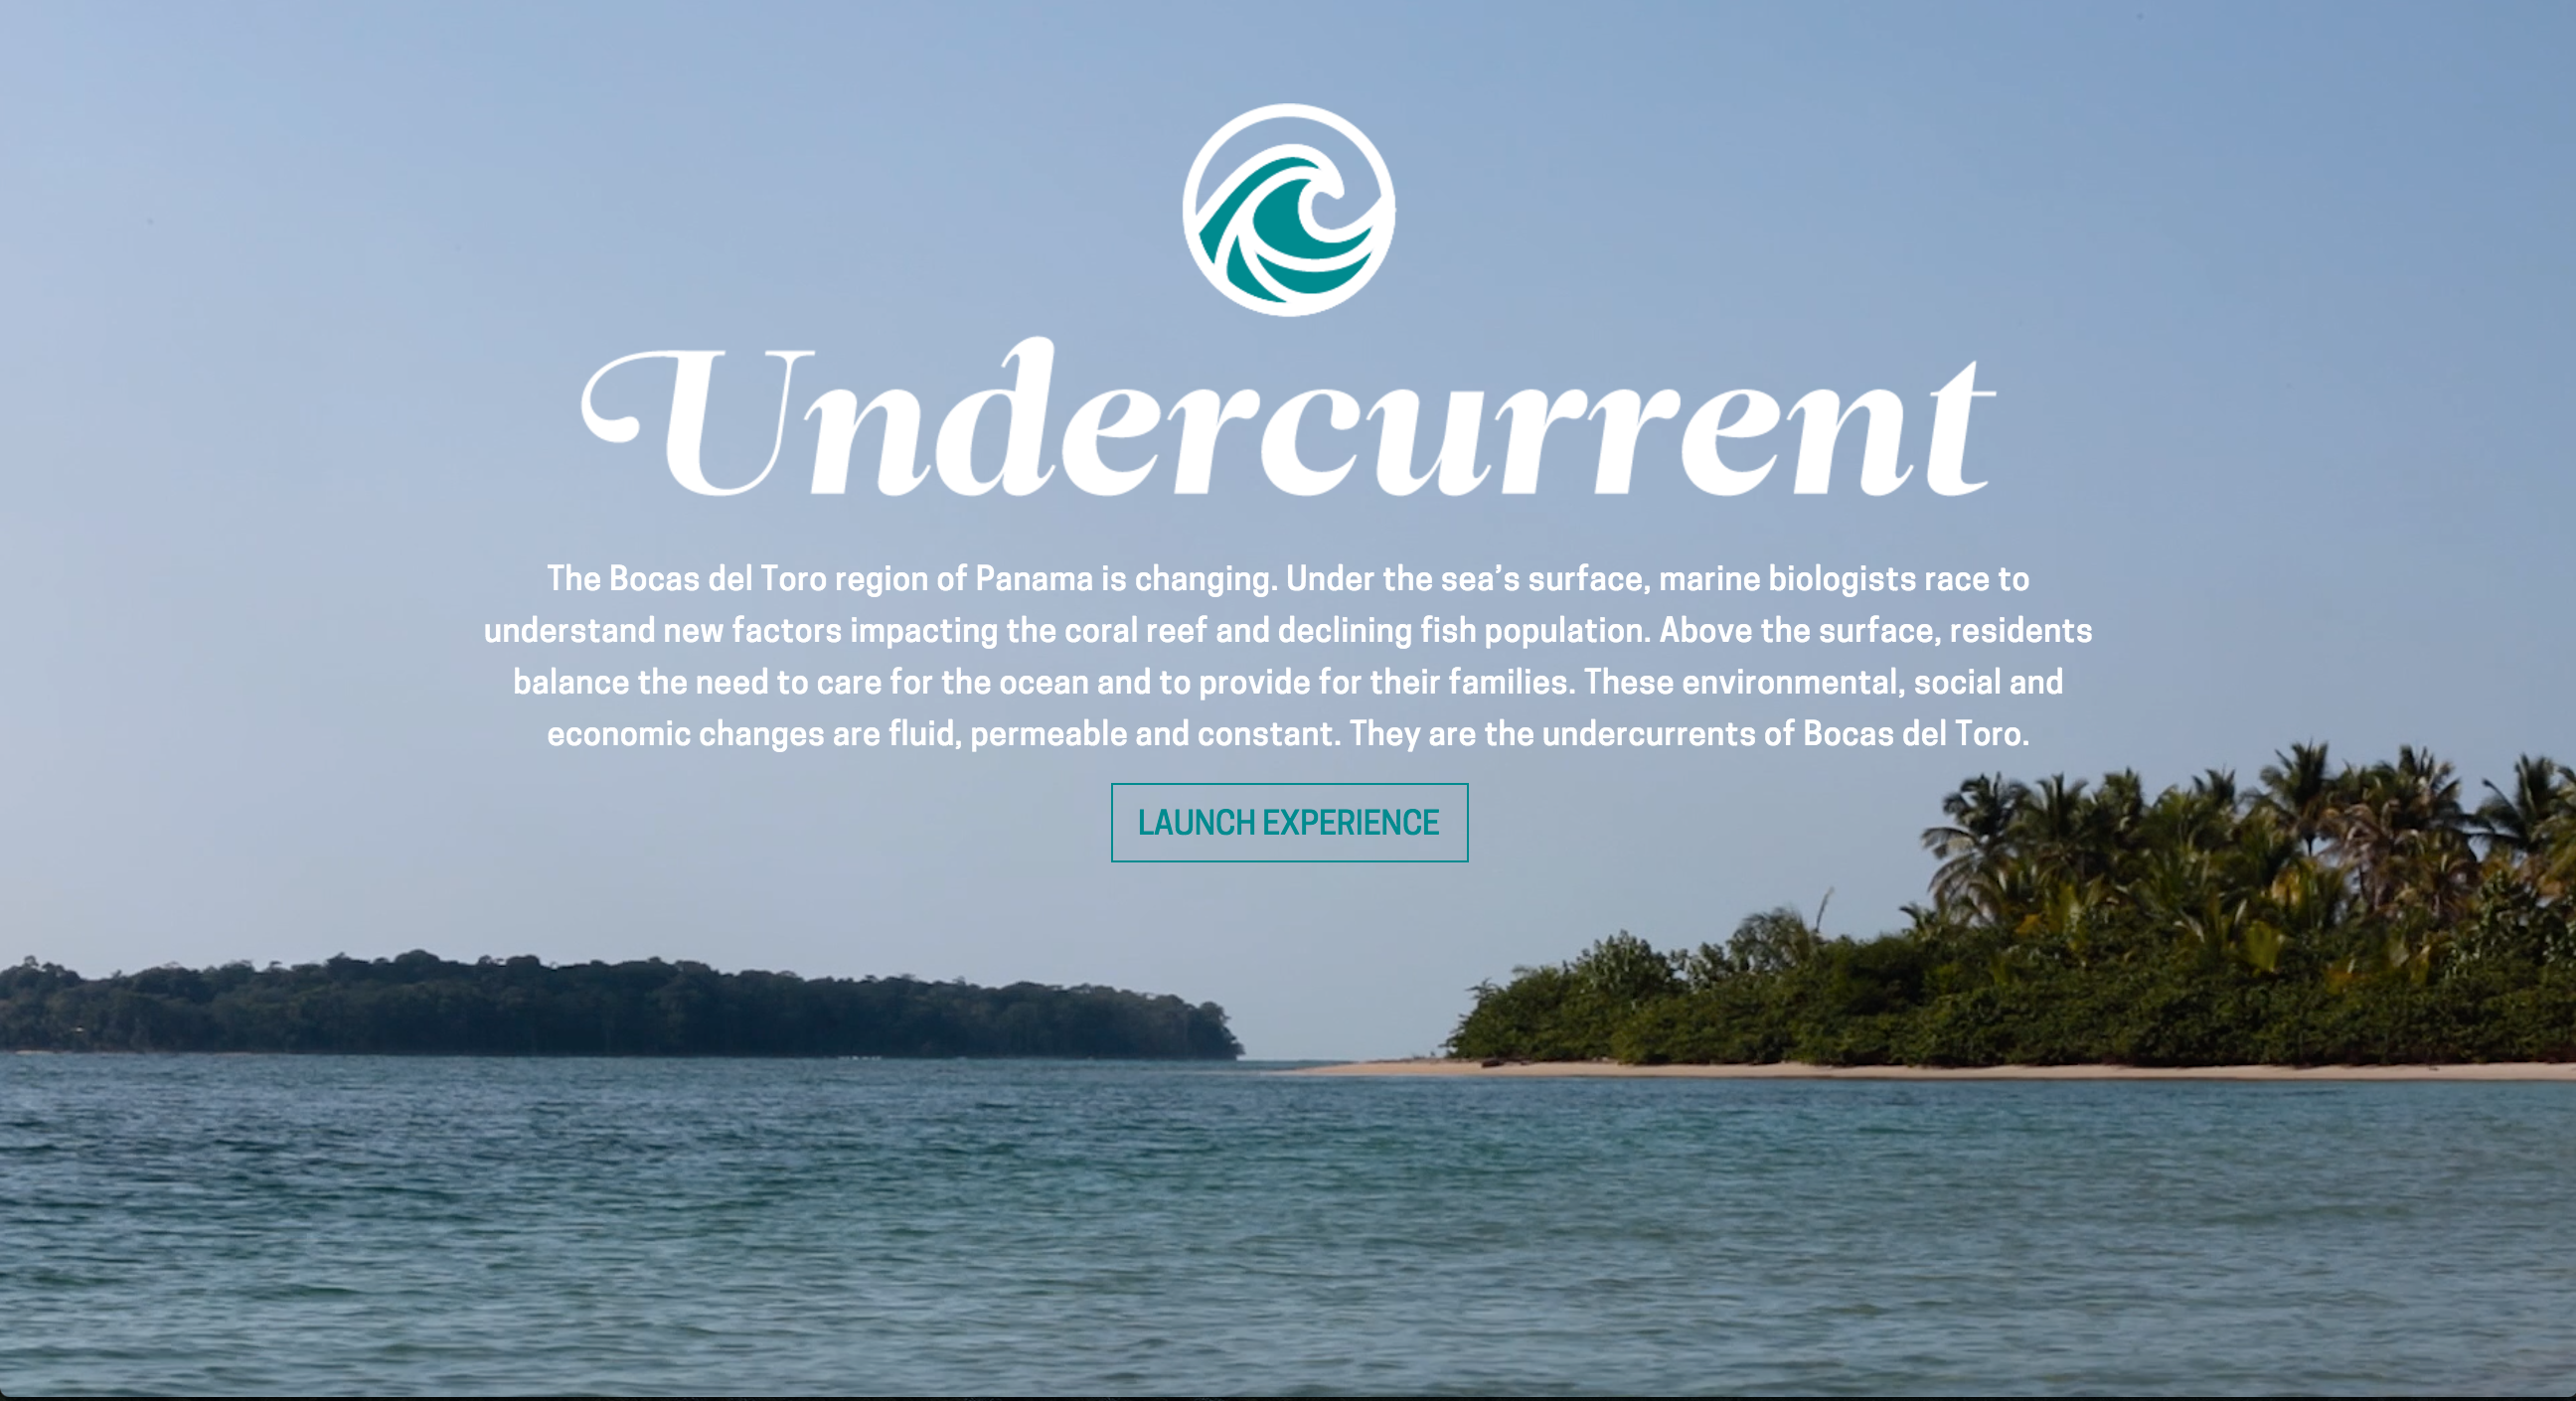 Undercurrent
The Bocas del Toro region of Panama is changing. Under the sea’s surface, marine biologists race to
understand new factors impacting the coral reef and declining fish population. Above the surface, residents
balance the need to care for the ocean and to provide for their families. These environmental, social and
economic changes are fluid, permeable and constant. They are the undercurrents of Bocas del Toro.
LAUNCH EXPERIENCE